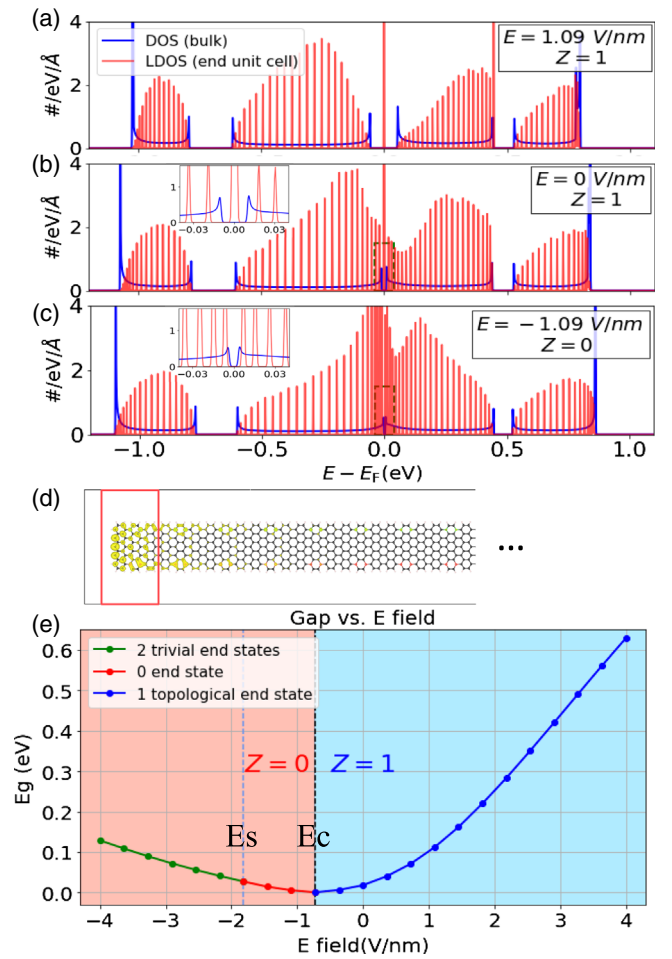 (a)
DOS (bulk)
LDOS (end unit cell)
E = 1.09 V/nm
Z = 1
#/eV/Å
4
2
0
(b)
E = 0 V/nm
Z = 1
#/eV/Å
4
2
0
1
0
−0.03 0.00 0.03
(c)
E = −1.09 V/nm
Z = 0
#/eV/Å
4
2
0
1
0
−0.03 0.00 0.03
−1.0 −0.5 0.0 0.5 1.0
E − E_F(eV)
(d)
...
(e)
Gap vs. E field
2 trivial end states
0 end state
1 topological end state
Z = 0 Z = 1
Es Ec
Eg (eV)
0.6
0.5
0.4
0.3
0.2
0.1
0.0
−4 −3 −2 −1 0 1 2 3 4
E field(V/nm)